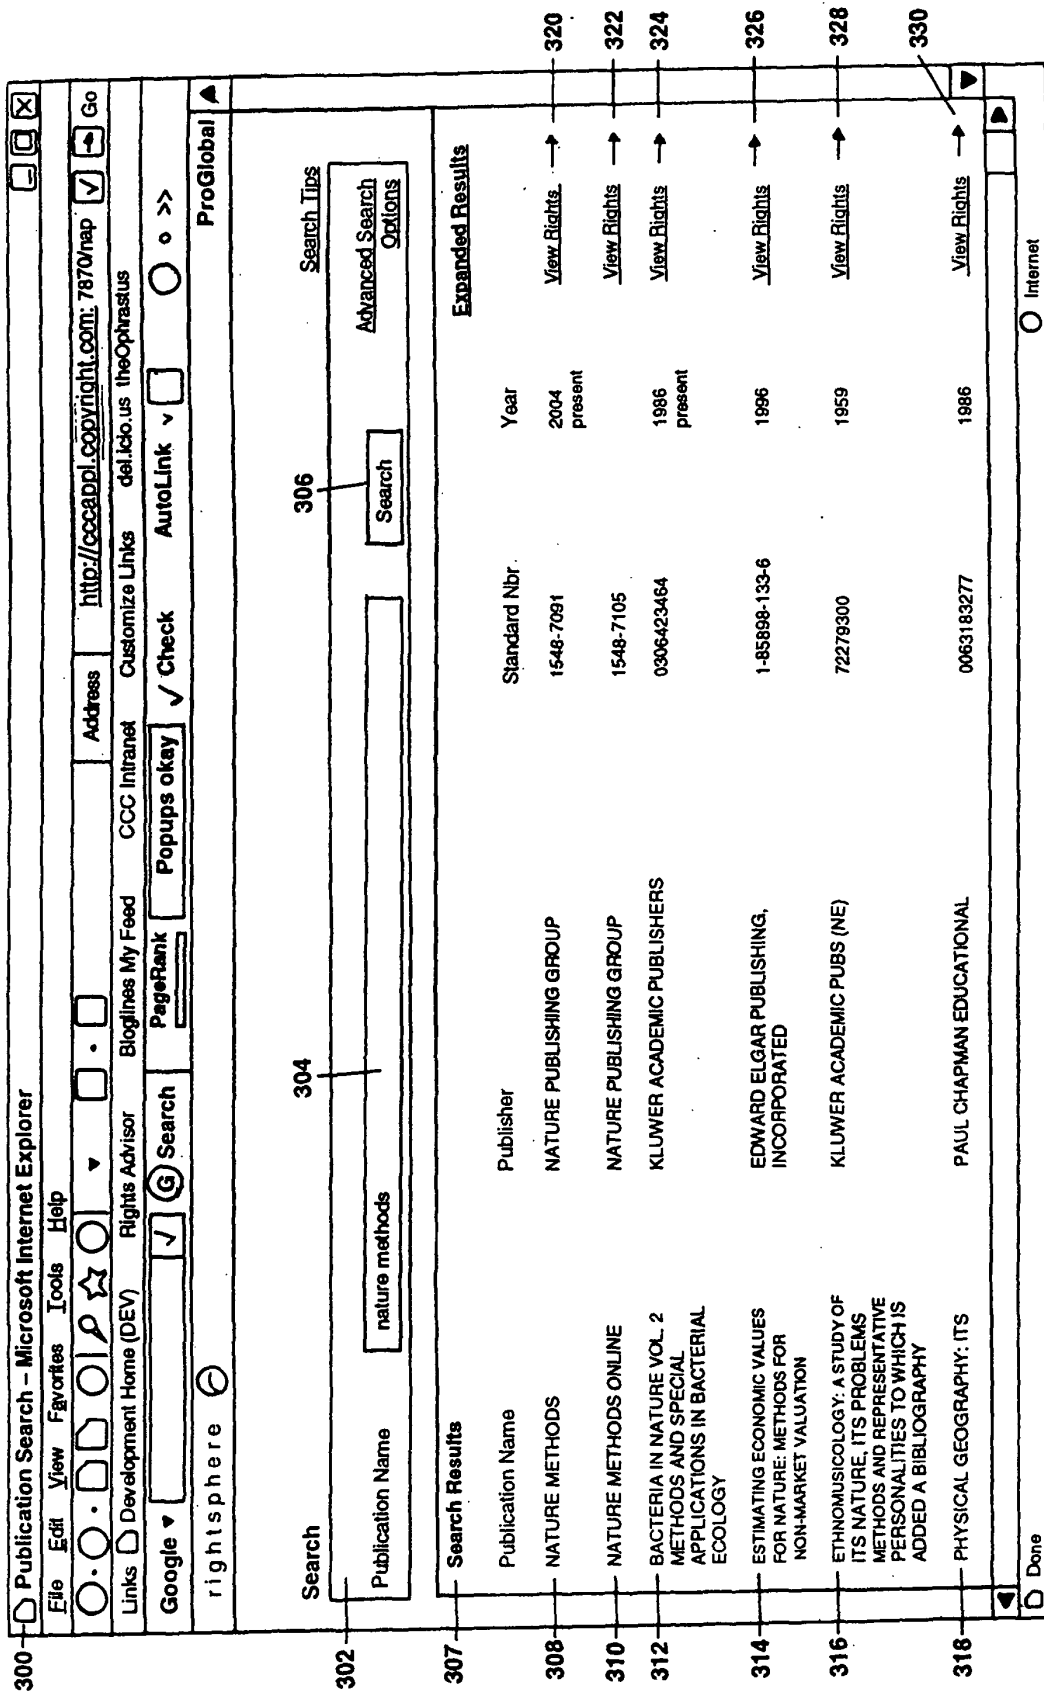 300
Publication Search – Microsoft Internet Explorer
File Edit View Favorites Tools Help
Address http://cccappl.copyright.com: 7870/nap Go
Links Development Home (DEV) Rights Advisor Bloglines My Feed CCC Intranet Customize Links del.icio.us theOphrastus
Google G Search PageRank Popups okay Check AutoLink >>
rightsphere ProGlobal
Search
304
306
Search Tips
302
Publication Name nature methods Search Advanced Search
Options
307
Search Results Expanded Results
Publication Name Publisher Standard Nbr. Year
308 NATURE METHODS NATURE PUBLISHING GROUP 1548-7091 2004 View Rights 320
present
310 NATURE METHODS ONLINE NATURE PUBLISHING GROUP 1548-7105 View Rights 322
312 BACTERIA IN NATURE VOL. 2 KLUWER ACADEMIC PUBLISHERS 0306423464 1986 View Rights 324
METHODS AND SPECIAL present
APPLICATIONS IN BACTERIAL
ECOLOGY
314 ESTIMATING ECONOMIC VALUES EDWARD ELGAR PUBLISHING, 1-85898-133-6 1996 View Rights 326
FOR NATURE: METHODS FOR INCORPORATED
NON-MARKET VALUATION
316 ETHNOMUSICOLOGY: A STUDY OF KLUWER ACADEMIC PUBS (NE) 72279300 1959 View Rights 328
ITS NATURE, ITS PROBLEMS
METHODS AND REPRESENTATIVE
PERSONALITIES TO WHICH IS
ADDED A BIBLIOGRAPHY
330
318 PHYSICAL GEOGRAPHY: ITS PAUL CHAPMAN EDUCATIONAL 0063183277 1986 View Rights
Done Internet